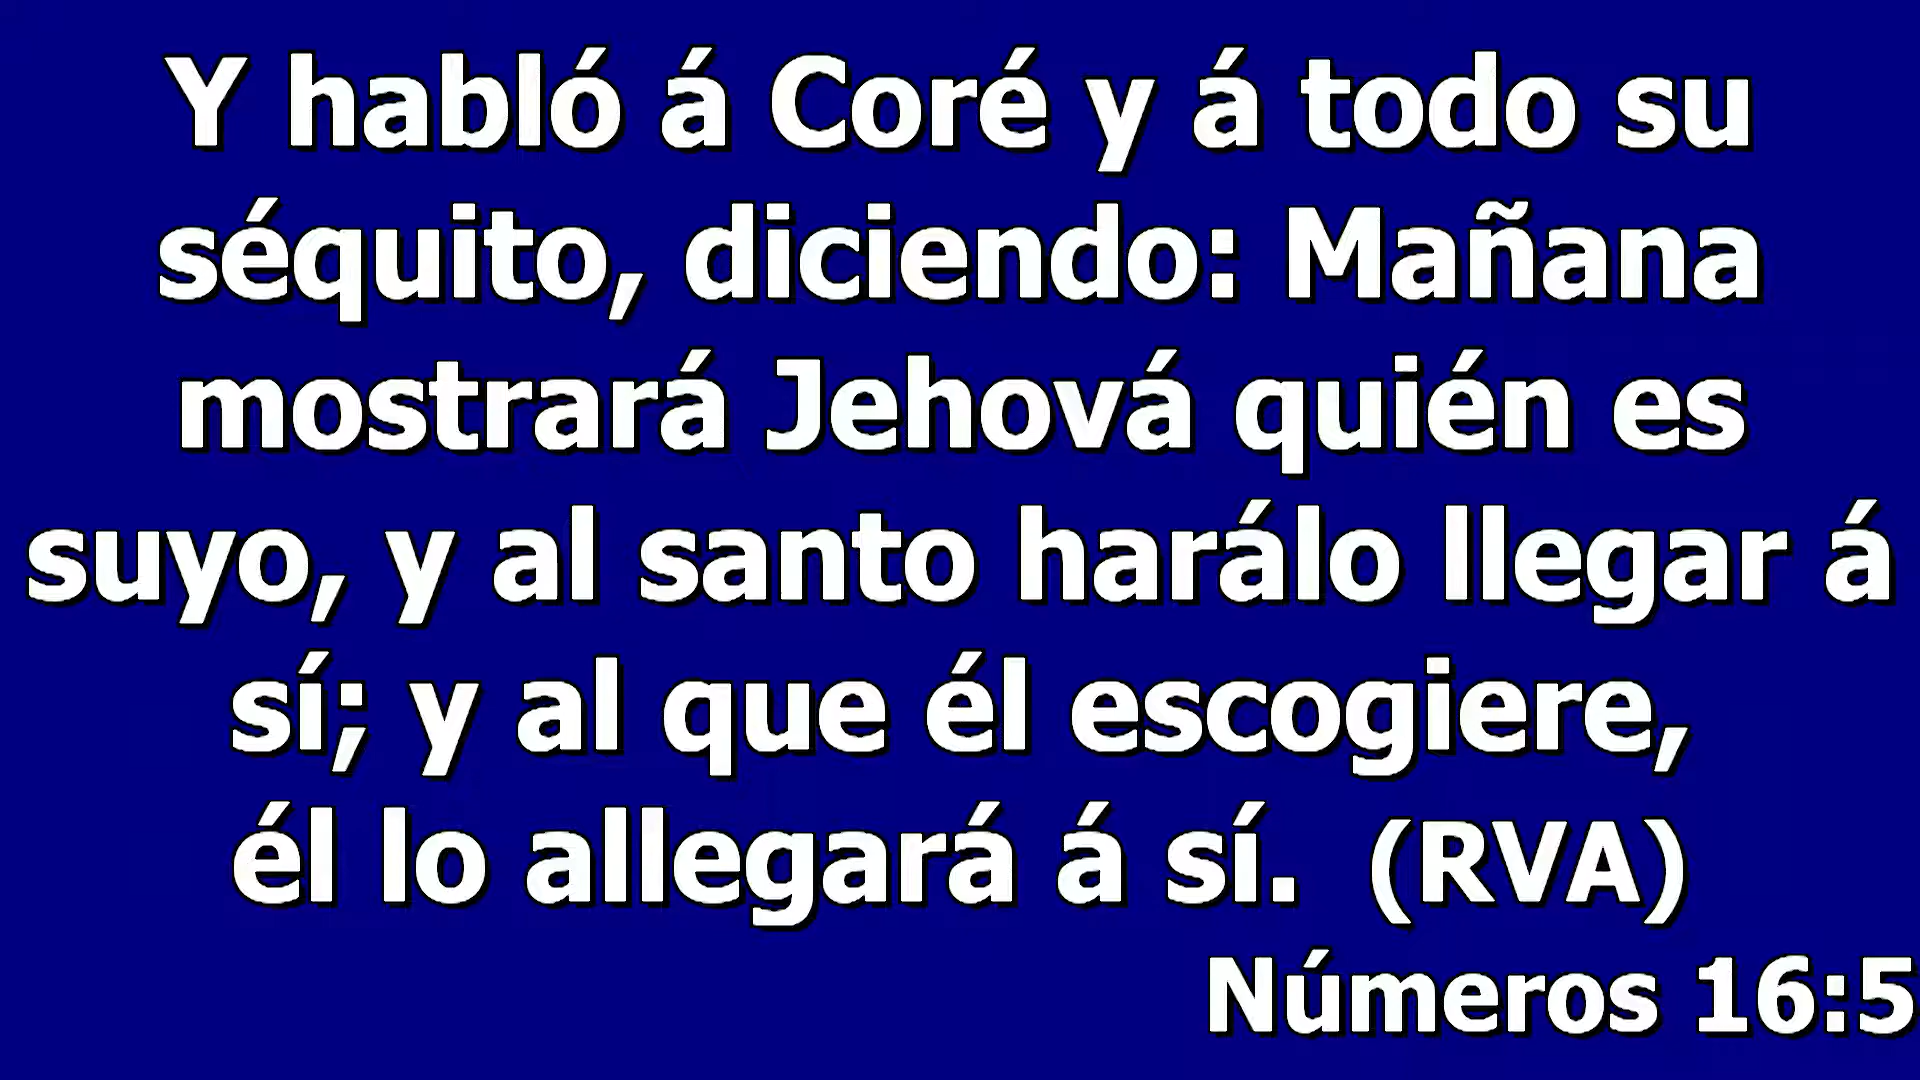 Y habló á Coré y á todo su
séquito, diciendo: Mañana
mostrará Jehová quién es
suyo, y al santo harálo llegar á
sí; y al que él escogiere,
él lo allegará á sí.  (RVA)
Números 16:5